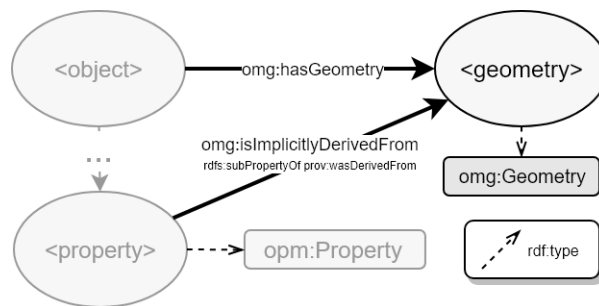 <object>
omg:hasGeometry
<geometry>
...
omg:isImplicitlyDerivedFrom
rdfs:subPropertyOf prov:wasDerivedFrom
omg:Geometry
<property>
opm:Property
rdf:type